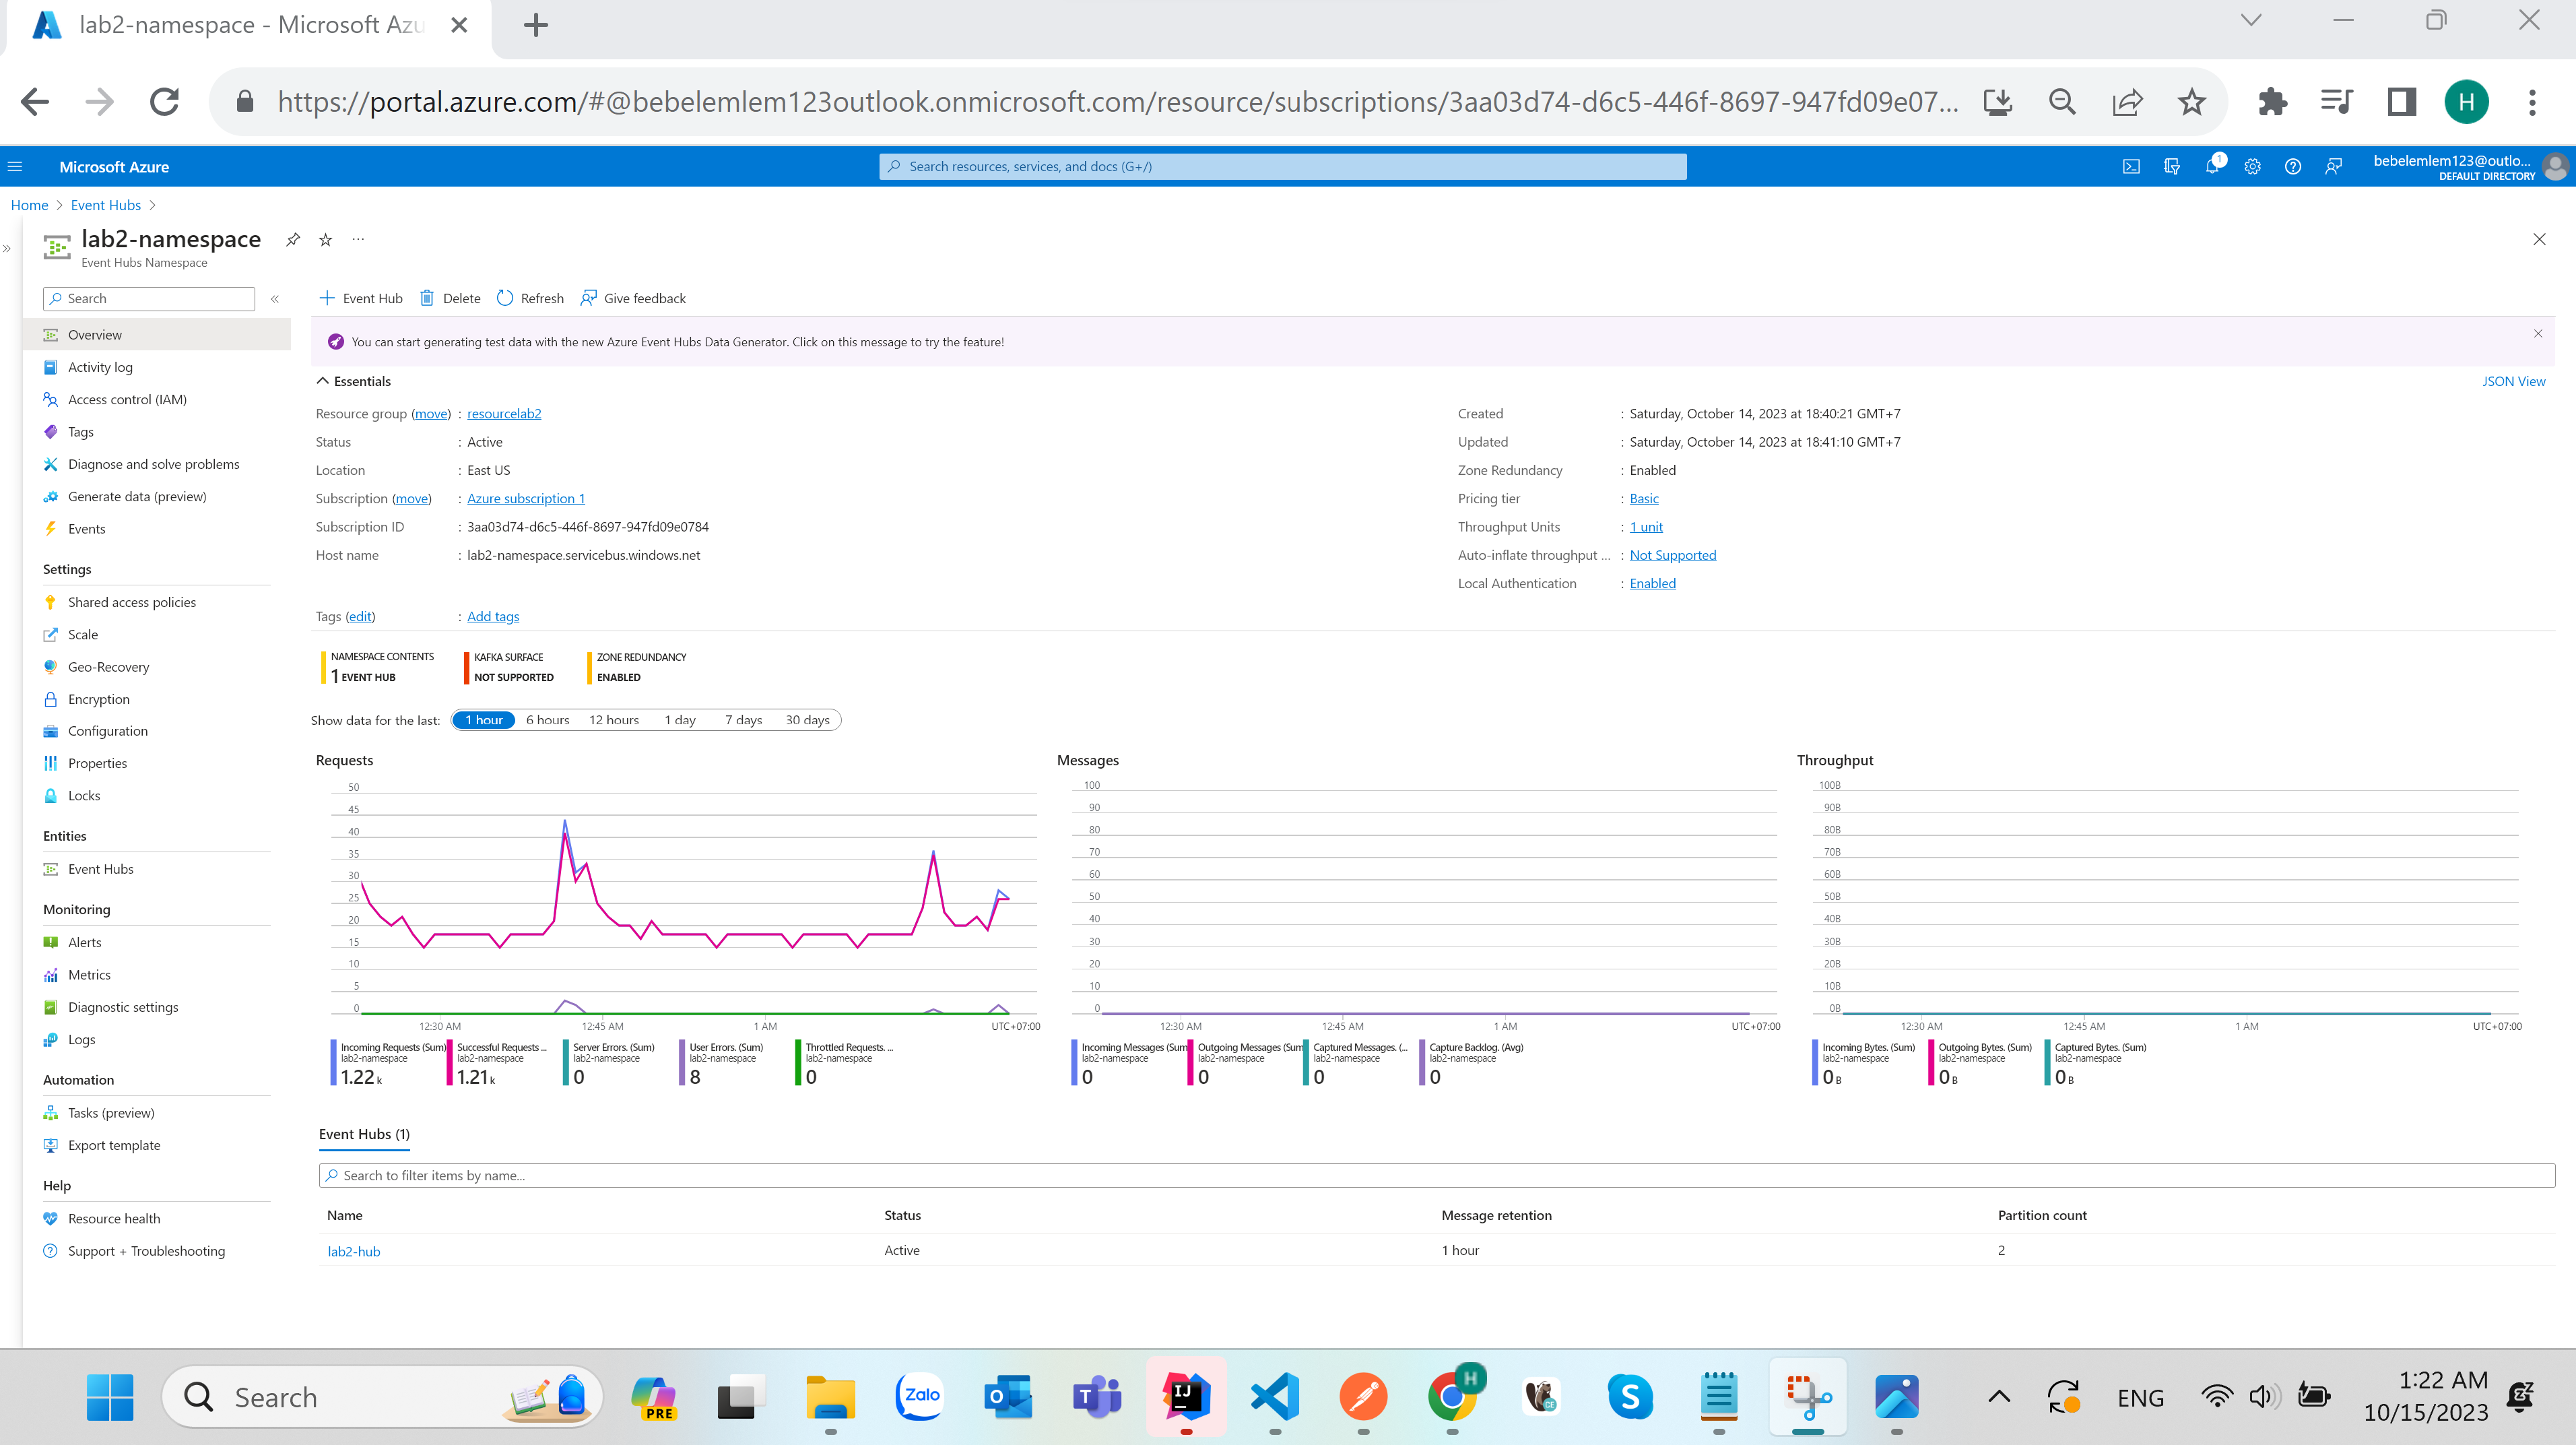 lab2-namespace - Microsoft Azu
https://portal.azure.com/#@bebelemlem123outlook.onmicrosoft.com/resource/subscriptions/3aa03d74-d6c5-446f-8697-947fd09e07...
H
Microsoft Azure
Search resources, services, and docs (G+/)
1
bebelemlem123@outlo...
DEFAULT DIRECTORY
Home > Event Hubs >
lab2-namespace
Event Hubs Namespace
Search
Event Hub Delete Refresh Give feedback
You can start generating test data with the new Azure Event Hubs Data Generator. Click on this message to try the feature!
Overview
Activity log
Access control (IAM)
Tags
Diagnose and solve problems
Generate data (preview)
Events
Settings
Shared access policies
Scale
Geo-Recovery
Encryption
Configuration
Properties
Locks
Entities
Event Hubs
Monitoring
Alerts
Metrics
Diagnostic settings
Logs
Automation
Tasks (preview)
Export template
Help
Resource health
Support + Troubleshooting
Essentials
JSON View
Resource group (move) : resourcelab2
Status : Active
Location : East US
Subscription (move) : Azure subscription 1
Subscription ID : 3aa03d74-d6c5-446f-8697-947fd09e0784
Host name : lab2-namespace.servicebus.windows.net
Tags (edit) : Add tags
Created : Saturday, October 14, 2023 at 18:40:21 GMT+7
Updated : Saturday, October 14, 2023 at 18:41:10 GMT+7
Zone Redundancy : Enabled
Pricing tier : Basic
Throughput Units : 1 unit
Auto-inflate throughput ... : Not Supported
Local Authentication : Enabled
NAMESPACE CONTENTS
1 EVENT HUB
KAFKA SURFACE
NOT SUPPORTED
ZONE REDUNDANCY
ENABLED
Show data for the last: 1 hour 6 hours 12 hours 1 day 7 days 30 days
Requests
50
45
40
35
30
25
20
15
10
5
0
12:30 AM 12:45 AM 1 AM UTC+07:00
Incoming Requests (Sum)
lab2-namespace
1.22 k
Successful Requests ...
lab2-namespace
1.21 k
Server Errors. (Sum)
lab2-namespace
0
User Errors. (Sum)
lab2-namespace
8
Throttled Requests. ...
lab2-namespace
0
Messages
100
90
80
70
60
50
40
30
20
10
0
12:30 AM 12:45 AM 1 AM UTC+07:00
Incoming Messages (Sum
lab2-namespace
0
Outgoing Messages (Sum
lab2-namespace
0
Captured Messages. (...
lab2-namespace
0
Capture Backlog. (Avg)
lab2-namespace
0
Throughput
100B
90B
80B
70B
60B
50B
40B
30B
20B
10B
0B
12:30 AM 12:45 AM 1 AM UTC+07:00
Incoming Bytes. (Sum)
lab2-namespace
0 B
Outgoing Bytes. (Sum)
lab2-namespace
0 B
Captured Bytes. (Sum)
lab2-namespace
0 B
Event Hubs (1)
Search to filter items by name...
Name Status Message retention Partition count
lab2-hub Active 1 hour 2
Search
PRE
Zalo
O
T
IJ
H
CE
S
ENG
1:22 AM
10/15/2023